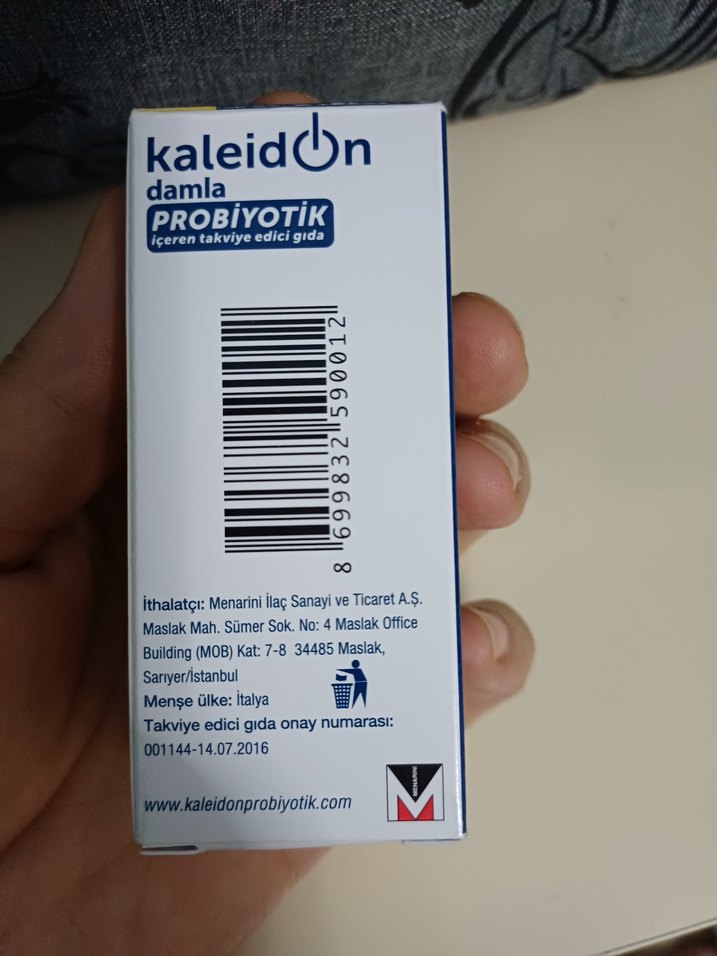 kaleidon
damla
PROBİYOTİK
içeren takviye edici gıda
8 699832 590012
İthalatçı: Menarini İlaç Sanayi ve Ticaret A.Ş.
Maslak Mah. Sümer Sok. No: 4 Maslak Office
Building (MOB) Kat: 7-8 34485 Maslak,
Sarıyer/İstanbul
Menşe ülke: İtalya
Takviye edici gıda onay numarası:
001144-14.07.2016
www.kaleidonprobiyotik.com
MENARINI